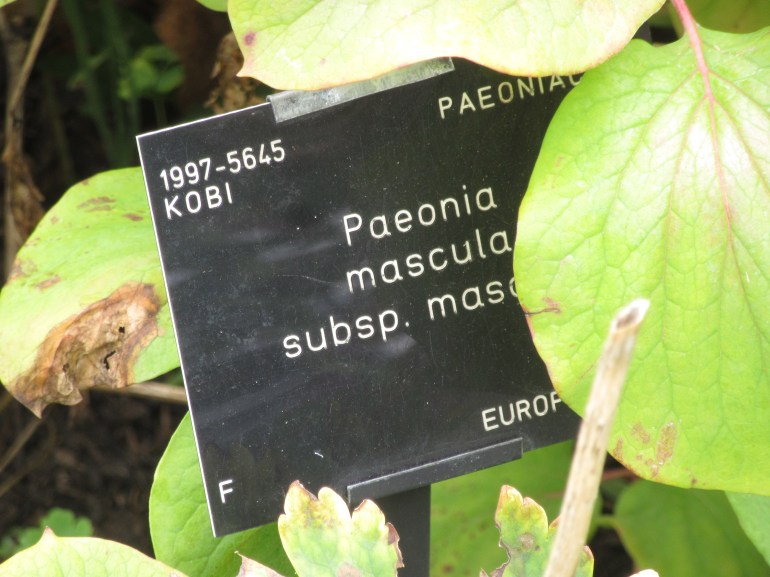 PAEONIAC
1997-5645
KOBI
Paeonia
mascula
subsp. masc
EUROP
F